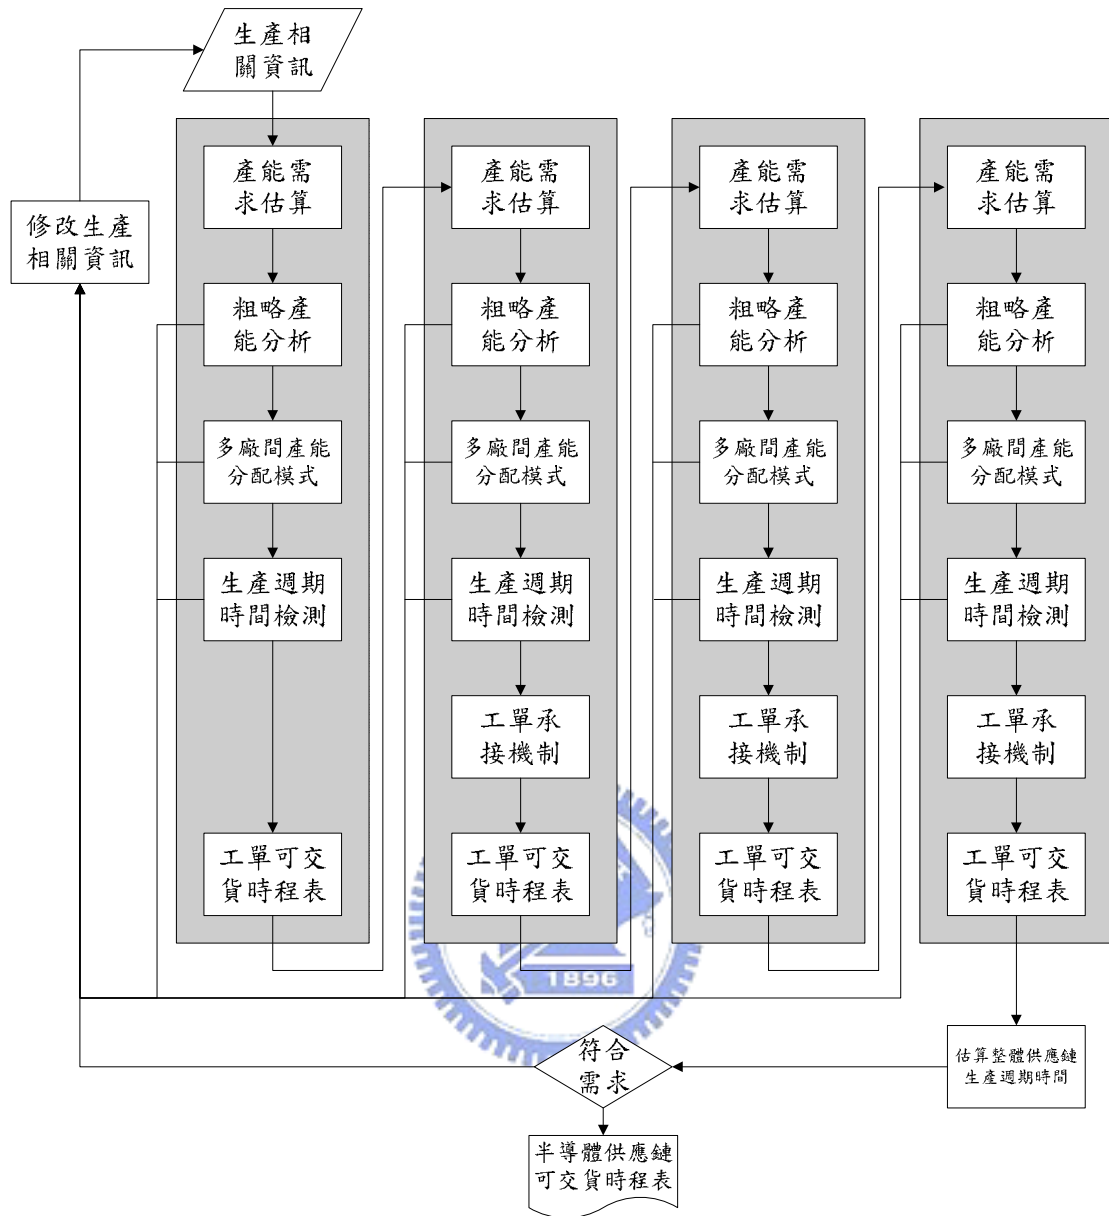 生產相
關資訊
修改生產
相關資訊
產能需
求估算
粗略產
能分析
多廠間產能
分配模式
生產週期
時間檢測
工單可交
貨時程表
產能需
求估算
粗略產
能分析
多廠間產能
分配模式
生產週期
時間檢測
工單承
接機制
工單可交
貨時程表
產能需
求估算
粗略產
能分析
多廠間產能
分配模式
生產週期
時間檢測
工單承
接機制
工單可交
貨時程表
產能需
求估算
粗略產
能分析
多廠間產能
分配模式
生產週期
時間檢測
工單承
接機制
工單可交
貨時程表
1896
估算整體供應鏈
生產週期時間
符合
需求
半導體供應鏈
可交貨時程表